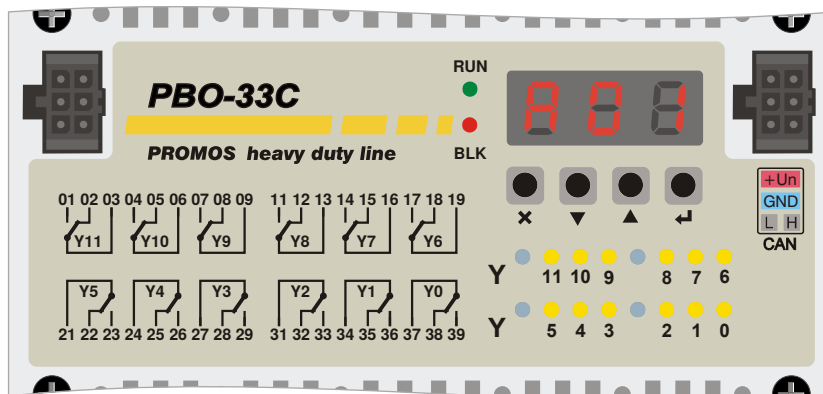 RUN
PBO-33C
A01
PROMOS heavy duty line
BLK
+Un
GND
L H
CAN
01 02 03 04 05 06 07 08 09 11 12 13 14 15 16 17 18 19
Y11 Y10 Y9 Y8 Y7 Y6
Y 11 10 9 8 7 6
Y5 Y4 Y3 Y2 Y1 Y0
21 22 23 24 25 26 27 28 29 31 32 33 34 35 36 37 38 39
Y 5 4 3 2 1 0